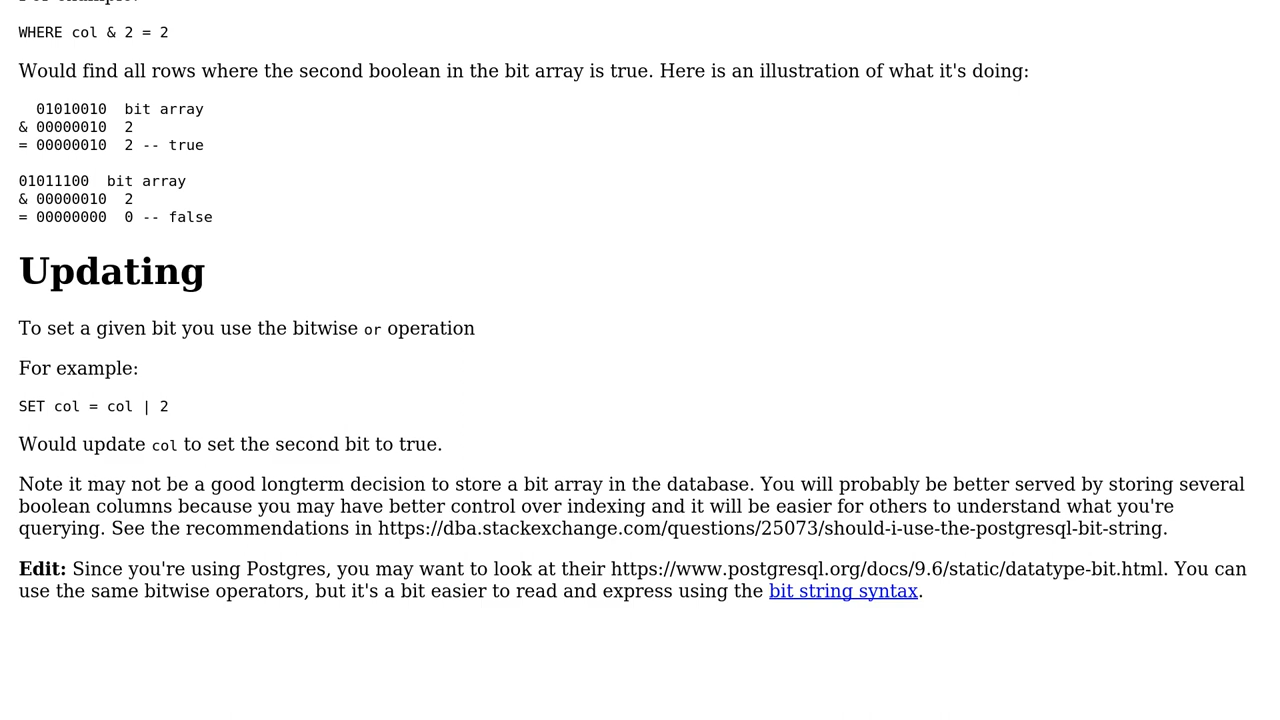 WHERE col & 2 = 2
Would find all rows where the second boolean in the bit array is true. Here is an illustration of what it's doing:
  01010010  bit array
& 00000010  2
= 00000010  2 -- true
01011100  bit array
& 00000010  2
= 00000000  0 -- false
Updating
To set a given bit you use the bitwise or operation
For example:
SET col = col | 2
Would update col to set the second bit to true.
Note it may not be a good longterm decision to store a bit array in the database. You will probably be better served by storing several
boolean columns because you may have better control over indexing and it will be easier for others to understand what you're
querying. See the recommendations in https://dba.stackexchange.com/questions/25073/should-i-use-the-postgresql-bit-string.
Edit: Since you're using Postgres, you may want to look at their https://www.postgresql.org/docs/9.6/static/datatype-bit.html. You can
use the same bitwise operators, but it's a bit easier to read and express using the bit string syntax.